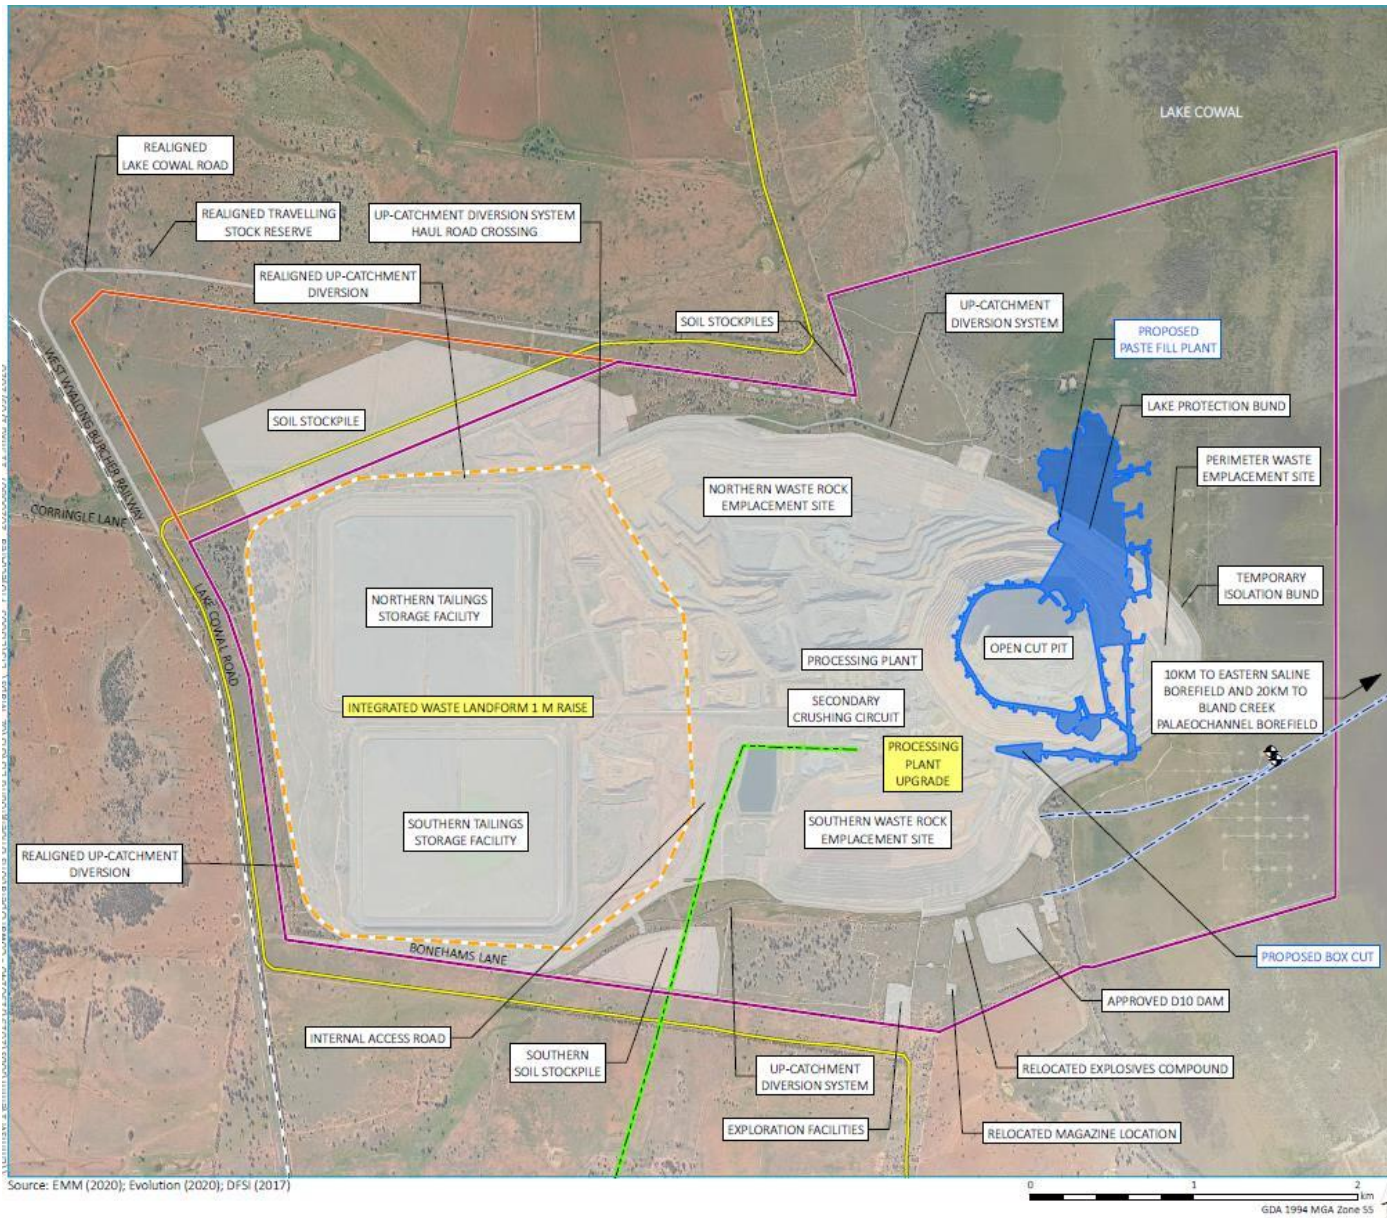 LAKE COWAL
REALIGNED
LAKE COWAL ROAD
REALIGNED TRAVELLING
STOCK RESERVE
UP-CATCHMENT DIVERSION SYSTEM
HAUL ROAD CROSSING
REALIGNED UP-CATCHMENT
DIVERSION
SOIL STOCKPILES
UP-CATCHMENT
DIVERSION SYSTEM
PROPOSED
PASTE FILL PLANT
LAKE PROTECTION BUND
SOIL STOCKPILE
WEST WYALONG BURCHER RAILWAY
PERIMETER WASTE
EMPLACEMENT SITE
NORTHERN WASTE ROCK
EMPLACEMENT SITE
CORRINGLE LANE
TEMPORARY
ISOLATION BUND
NORTHERN TAILINGS
STORAGE FACILITY
LAKE COWAL ROAD
OPEN CUT PIT
PROCESSING PLANT
10KM TO EASTERN SALINE
BOREFIELD AND 20KM TO
BLAND CREEK
PALAEOCHANNEL BOREFIELD
INTEGRATED WASTE LANDFORM 1 M RAISE
SECONDARY
CRUSHING CIRCUIT
PROCESSING
PLANT
UPGRADE
SOUTHERN TAILINGS
STORAGE FACILITY
SOUTHERN WASTE ROCK
EMPLACEMENT SITE
REALIGNED UP-CATCHMENT
DIVERSION
BONEHAMS LANE
PROPOSED BOX CUT
APPROVED D10 DAM
INTERNAL ACCESS ROAD
SOUTHERN
SOIL STOCKPILE
UP-CATCHMENT
DIVERSION SYSTEM
RELOCATED EXPLOSIVES COMPOUND
EXPLORATION FACILITIES
RELOCATED MAGAZINE LOCATION
Source: EMM (2020); Evolution (2020); DFSI (2017)
0 1 2
km
GDA 1994 MGA Zone 55